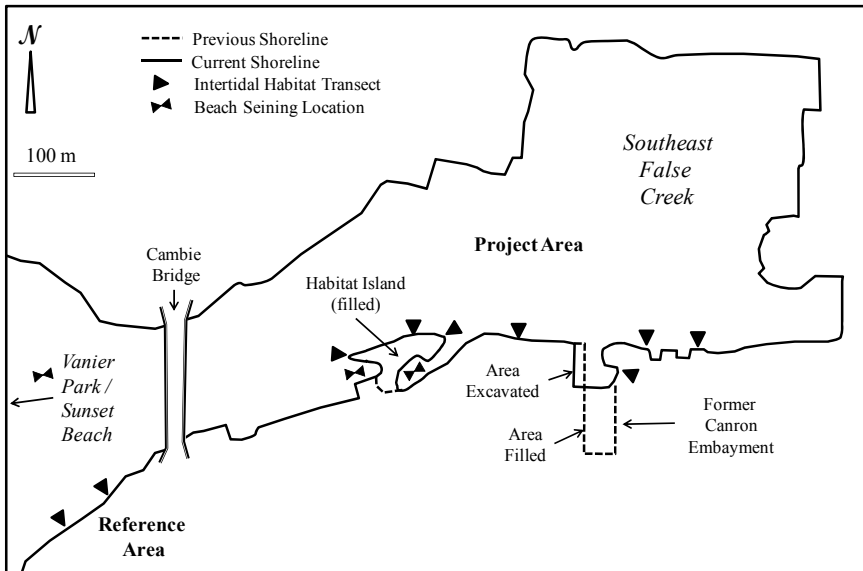 N
Previous Shoreline
Current Shoreline
Intertidal Habitat Transect
Beach Seining Location
100 m
Southeast
False
Creek
Project Area
Cambie
Bridge
Habitat Island
(filled)
Vanier
Park /
Sunset
Beach
Area
Excavated
Area
Filled
Former
Canron
Embayment
Reference
Area